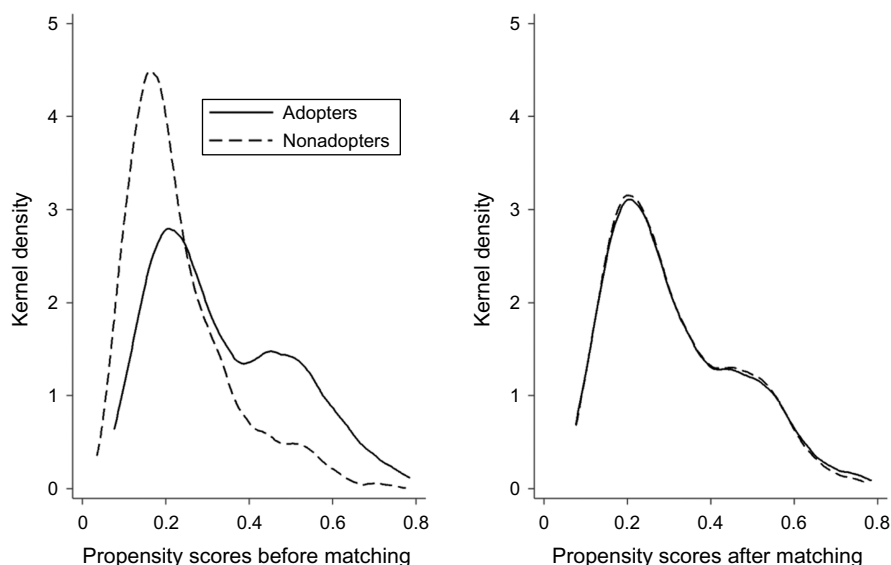 5
4
3
2
1
0
Kernel density
Adopters
Nonadopters
0 0.2 0.4 0.6 0.8
Propensity scores before matching
5
4
3
2
1
0
Kernel density
0 0.2 0.4 0.6 0.8
Propensity scores after matching